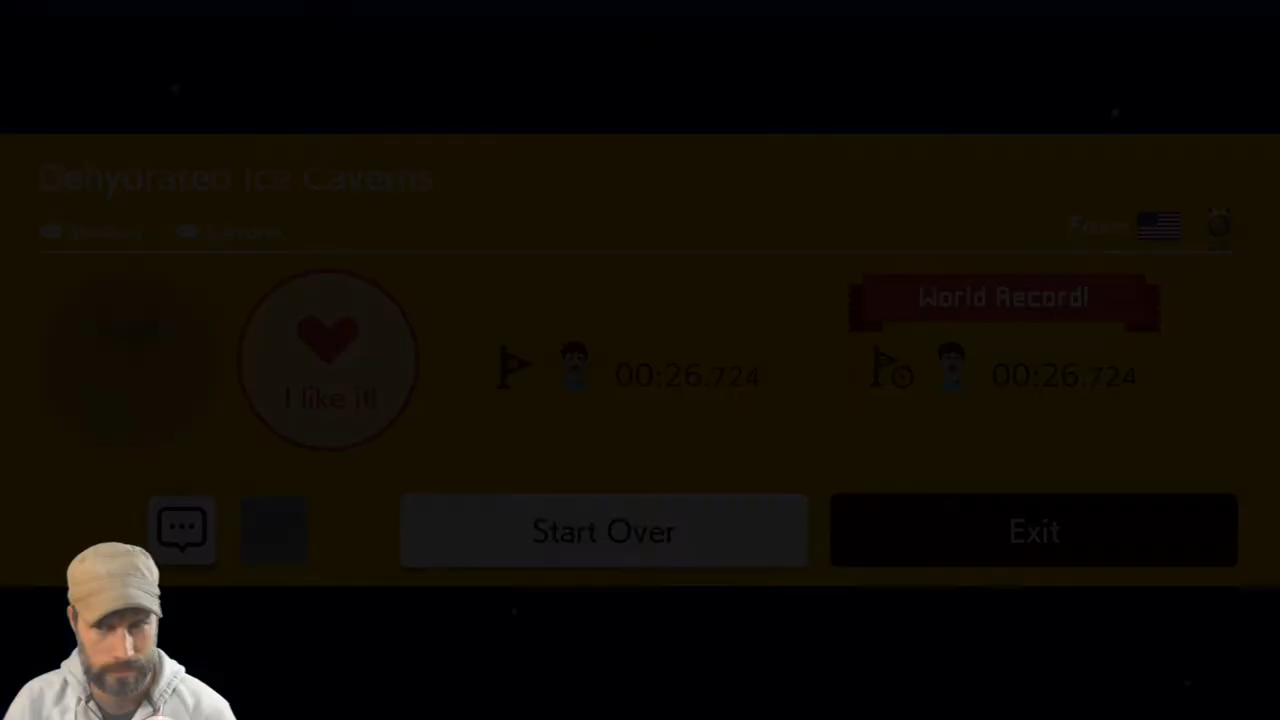 Dehydrated Ice Caverns
World Record!
00:26.724
00:26.724
I like it!
Start Over
Exit